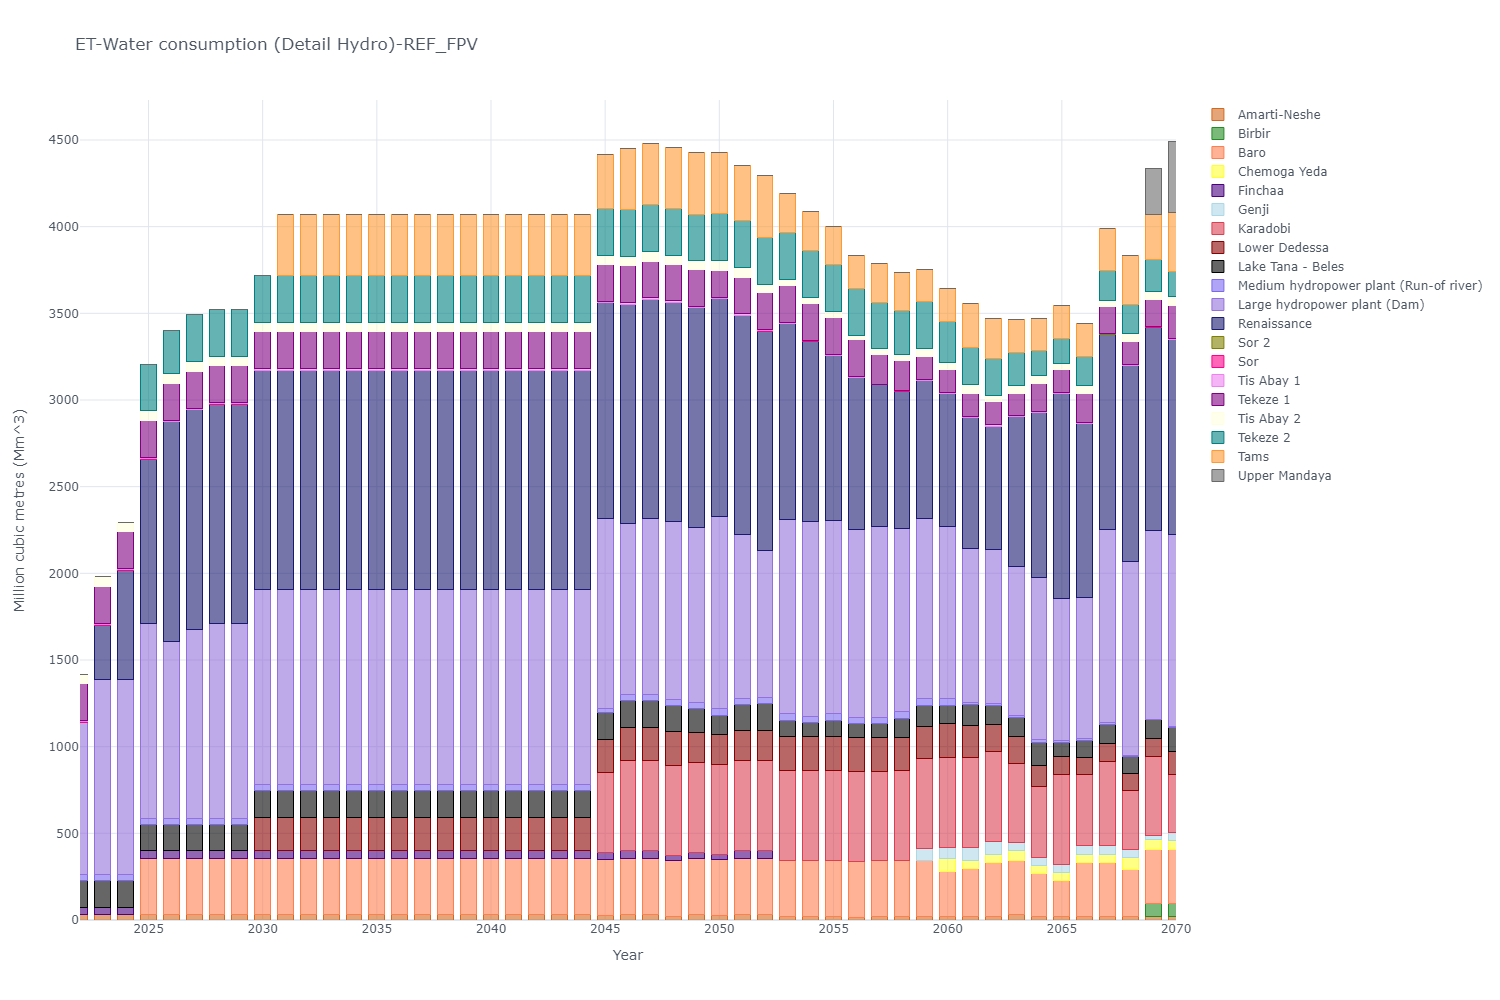 ET-Water consumption (Detail Hydro)-REF_FPV
4500
4000
3500
3000
2500
2000
1500
1000
500
0
Million cubic metres (Mm^3)
2025
2030
2035
2040
2045
2050
2055
2060
2065
2070
Year
Amarti-Neshe
Birbir
Baro
Chemoga Yeda
Finchaa
Genji
Karadobi
Lower Dedessa
Lake Tana - Beles
Medium hydropower plant (Run-of river)
Large hydropower plant (Dam)
Renaissance
Sor 2
Sor
Tis Abay 1
Tekeze 1
Tis Abay 2
Tekeze 2
Tams
Upper Mandaya